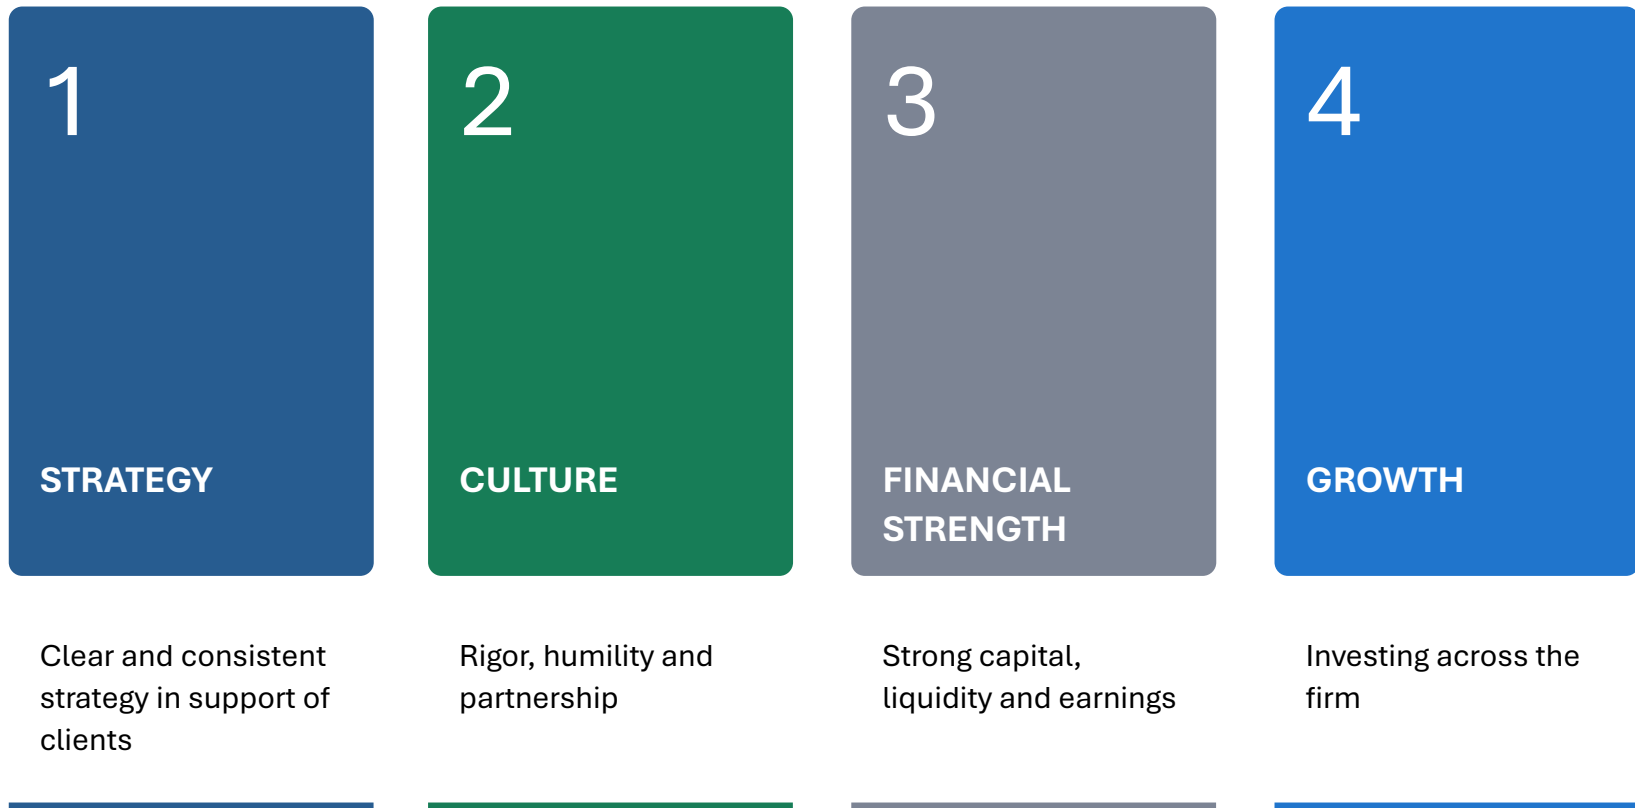 1
STRATEGY
Clear and consistent
strategy in support of
clients
2
CULTURE
Rigor, humility and
partnership
3
FINANCIAL
STRENGTH
Strong capital,
liquidity and earnings
4
GROWTH
Investing across the
firm